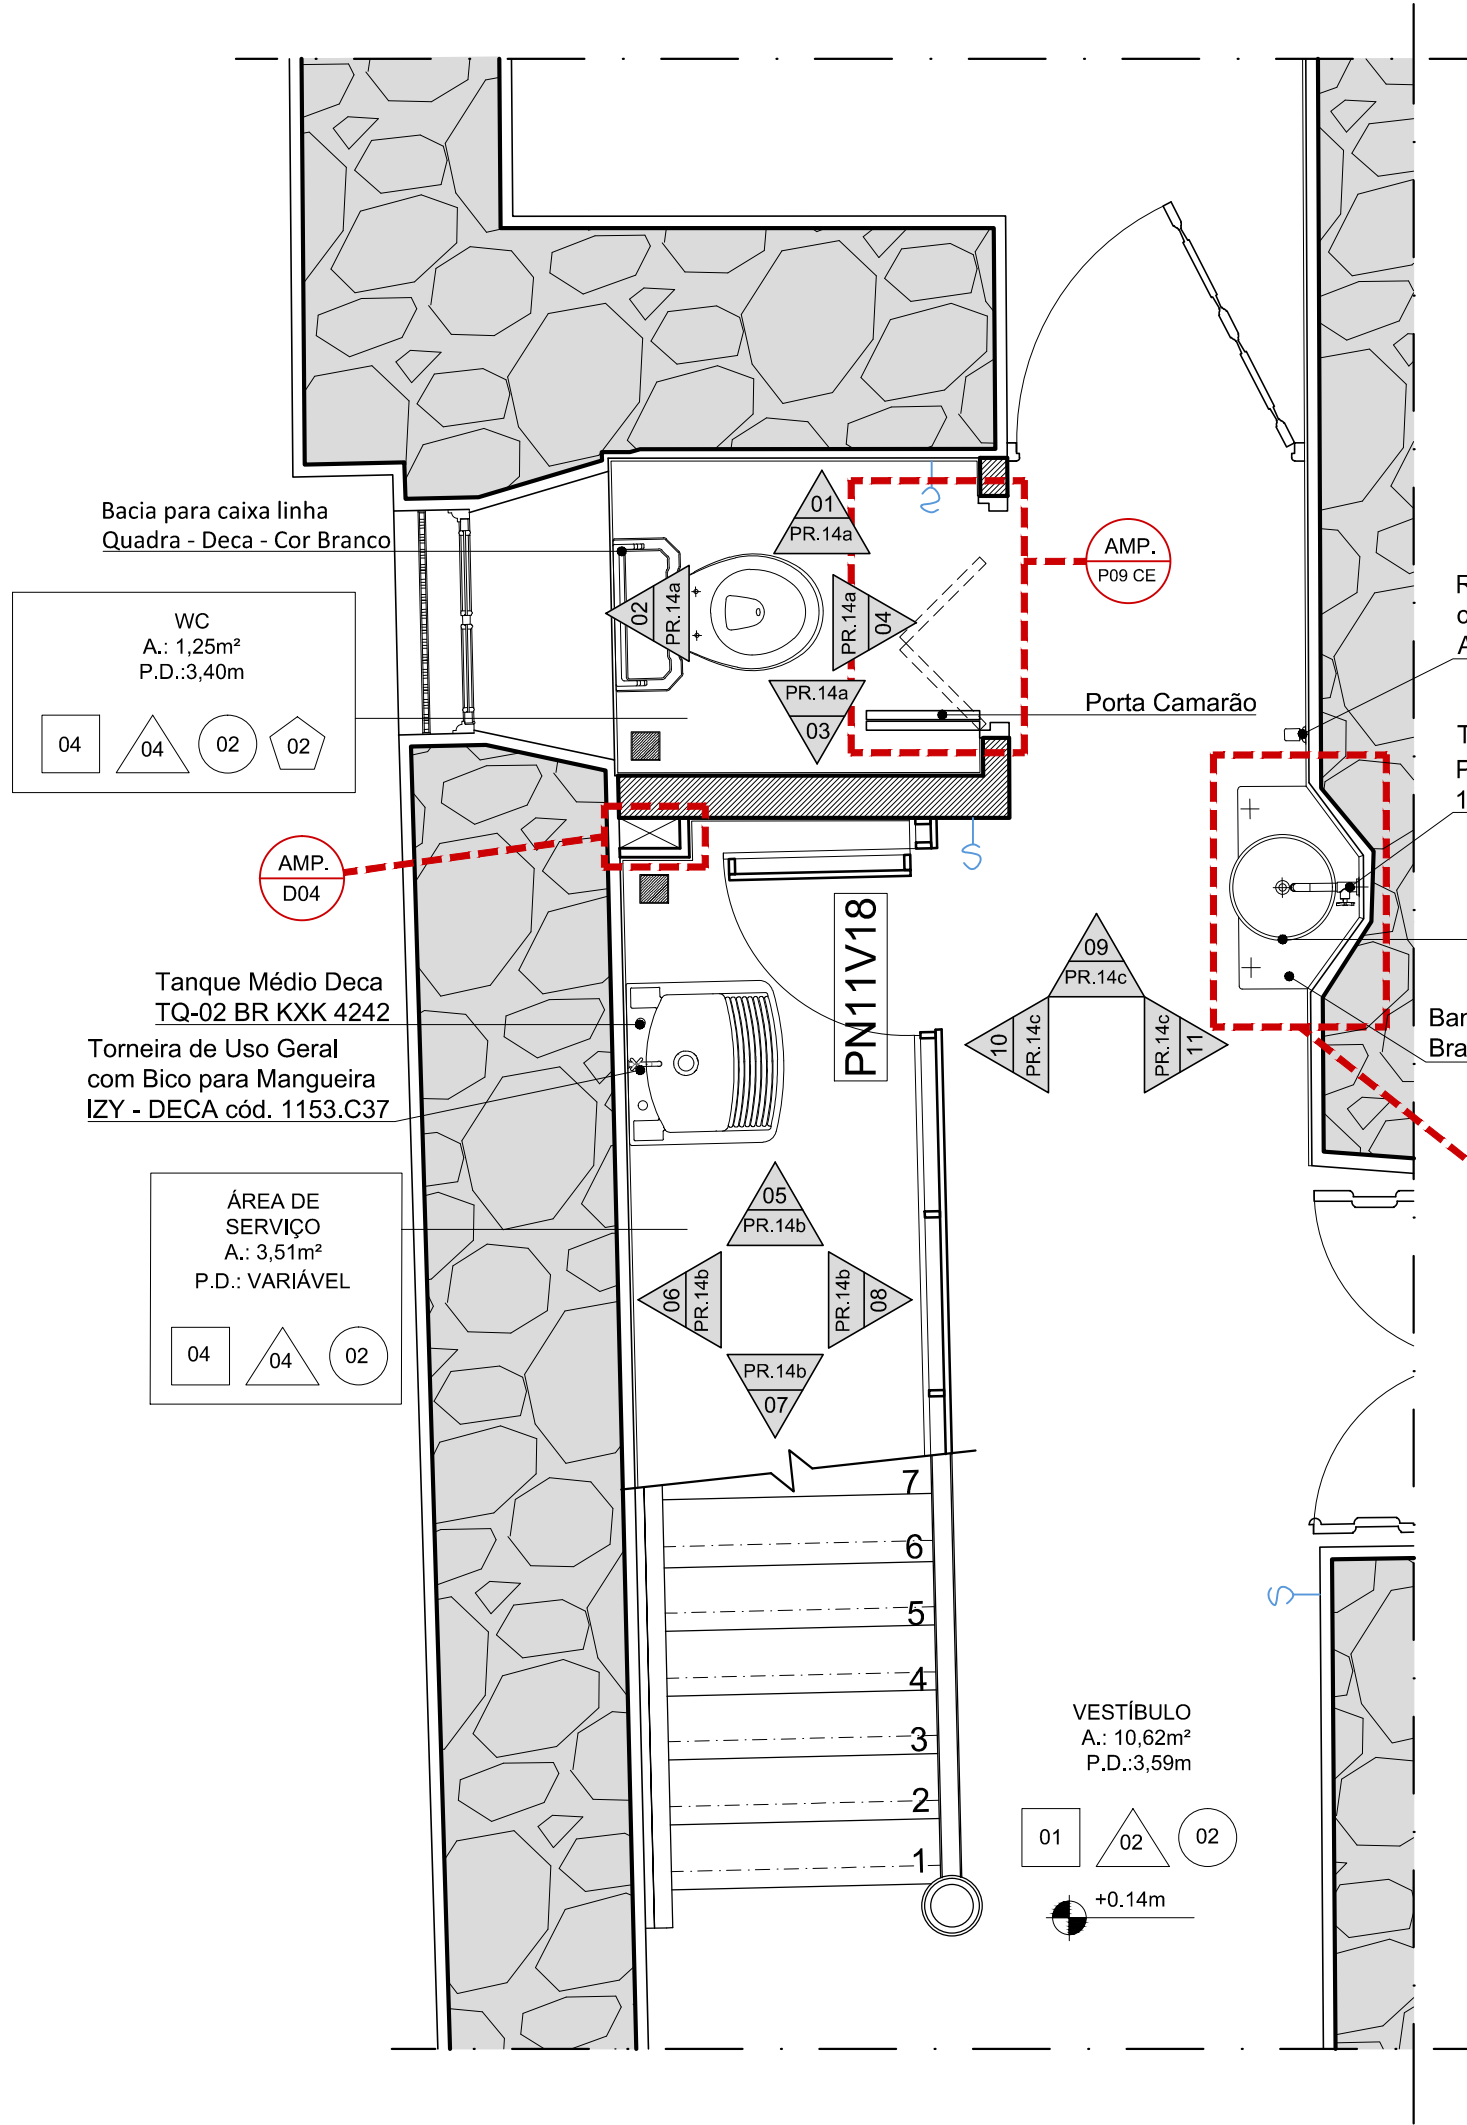 Bacia para caixa linha
Quadra - Deca - Cor Branco
WC
A.: 1,25m²
P.D.:3,40m
04
04
02
02
01
PR.14a
02
PR.14a
PR.14a
04
PR.14a
03
AMP.
P09 CE
Porta Camarão
R
c
A
T
P
1
AMP.
D04
PN11V18
Tanque Médio Deca
TQ-02 BR KXK 4242
Torneira de Uso Geral
com Bico para Mangueira
IZY - DECA cód. 1153.C37
09
PR.14c
10
PR.14c
PR.14c
11
Ban
Bra
ÁREA DE
SERVIÇO
A.: 3,51m²
P.D.: VARIÁVEL
04
04
02
05
PR.14b
06
PR.14b
PR.14b
08
PR.14b
07
7
6
5
4
3
2
1
S
S
S
VESTÍBULO
A.: 10,62m²
P.D.:3,59m
01
02
02
+0.14m